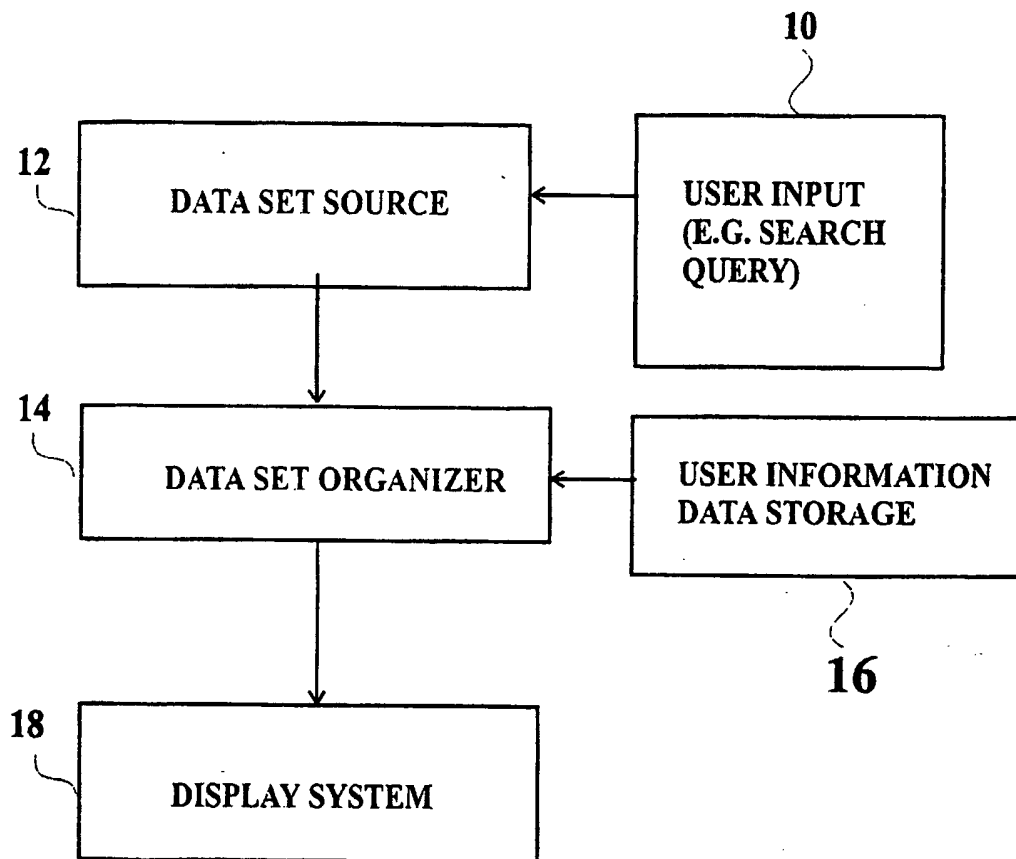 10
12
DATA SET SOURCE
USER INPUT
(E.G. SEARCH
QUERY)
14
DATA SET ORGANIZER
USER INFORMATION
DATA STORAGE
16
18
DISPLAY SYSTEM